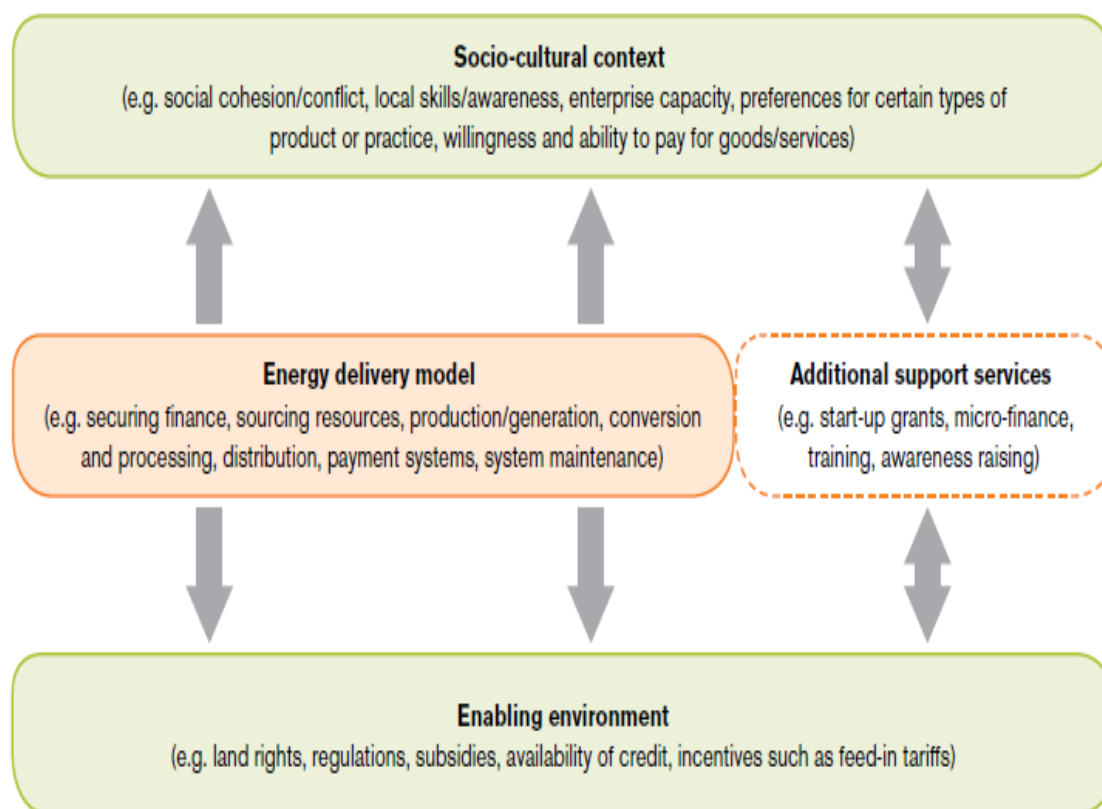 Socio-cultural context
(e.g. social cohesion/conflict, local skills/awareness, enterprise capacity, preferences for certain types of
product or practice, willingness and ability to pay for goods/services)
Energy delivery model
(e.g. securing finance, sourcing resources, production/generation, conversion
and processing, distribution, payment systems, system maintenance)
Additional support services
(e.g. start-up grants, micro-finance,
training, awareness raising)
Enabling environment
(e.g. land rights, regulations, subsidies, availability of credit, incentives such as feed-in tariffs)